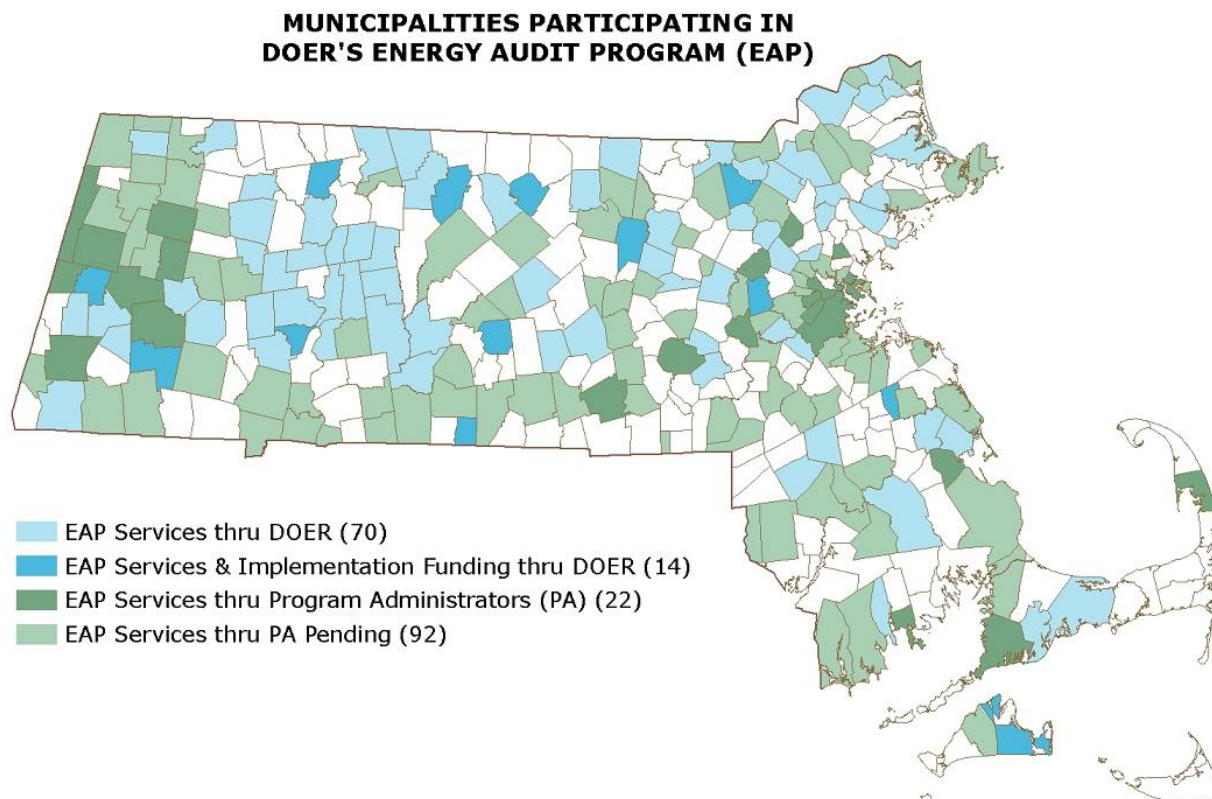 MUNICIPALITIES PARTICIPATING IN
DOER'S ENERGY AUDIT PROGRAM (EAP)
EAP Services thru DOER (70)
EAP Services & Implementation Funding thru DOER (14)
EAP Services thru Program Administrators (PA) (22)
EAP Services thru PA Pending (92)